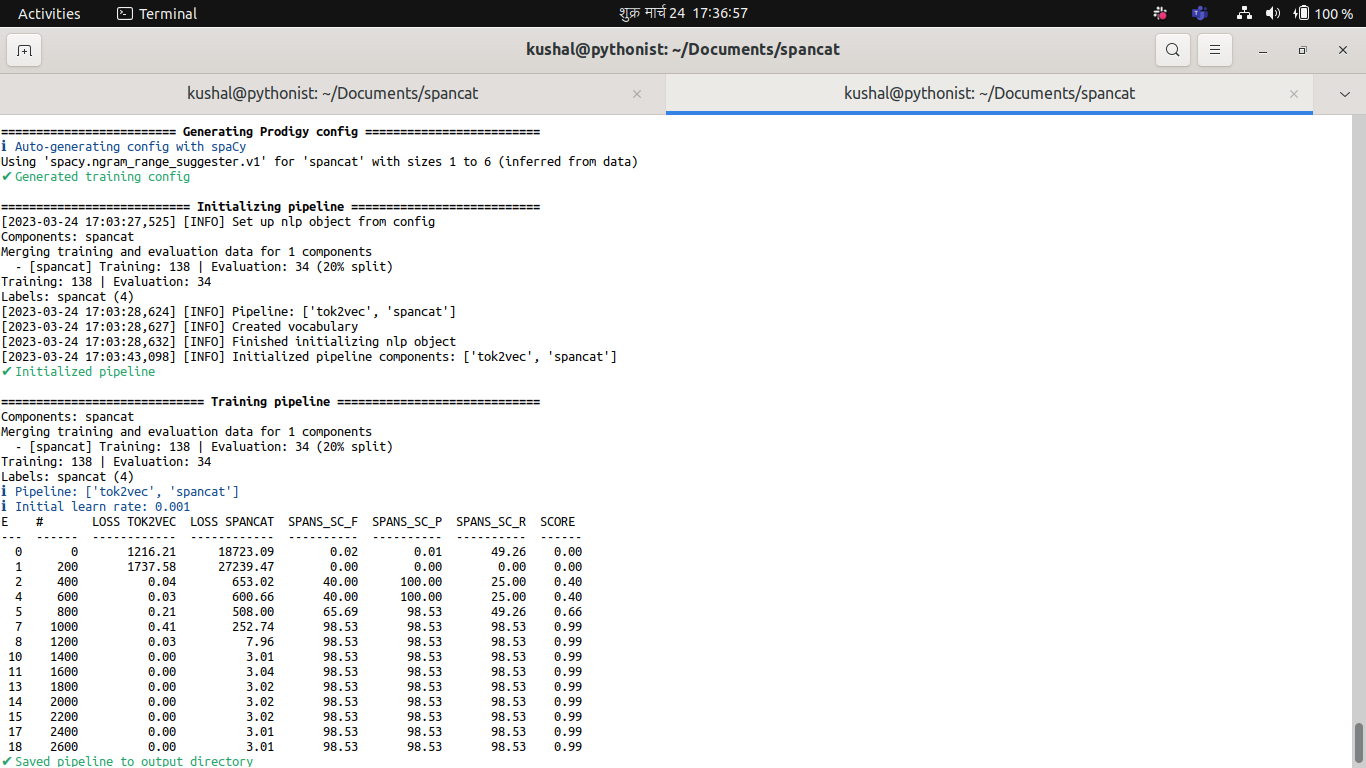 Activities Terminal शुक्र मार्च 24 17:36:57 100 %
kushal@pythonist: ~/Documents/spancat
kushal@pythonist: ~/Documents/spancat × kushal@pythonist: ~/Documents/spancat ×
========================= Generating Prodigy config =========================
ℹ Auto-generating config with spaCy
Using 'spacy.ngram_range_suggester.v1' for 'spancat' with sizes 1 to 6 (inferred from data)
✔ Generated training config
=========================== Initializing pipeline ===========================
[2023-03-24 17:03:27,525] [INFO] Set up nlp object from config
Components: spancat
Merging training and evaluation data for 1 components
  - [spancat] Training: 138 | Evaluation: 34 (20% split)
Training: 138 | Evaluation: 34
Labels: spancat (4)
[2023-03-24 17:03:28,624] [INFO] Pipeline: ['tok2vec', 'spancat']
[2023-03-24 17:03:28,627] [INFO] Created vocabulary
[2023-03-24 17:03:28,632] [INFO] Finished initializing nlp object
[2023-03-24 17:03:43,098] [INFO] Initialized pipeline components: ['tok2vec', 'spancat']
✔ Initialized pipeline
============================= Training pipeline =============================
Components: spancat
Merging training and evaluation data for 1 components
  - [spancat] Training: 138 | Evaluation: 34 (20% split)
Training: 138 | Evaluation: 34
Labels: spancat (4)
ℹ Pipeline: ['tok2vec', 'spancat']
ℹ Initial learn rate: 0.001
E    #       LOSS TOK2VEC  LOSS SPANCAT  SPANS_SC_F  SPANS_SC_P  SPANS_SC_R  SCORE
---  ------  ------------  ------------  ----------  ----------  ----------  ------
  0       0       1216.21      18723.09        0.02        0.01       49.26    0.00
  1     200       1737.58      27239.47        0.00        0.00        0.00    0.00
  2     400          0.04        653.02       40.00      100.00       25.00    0.40
  4     600          0.03        600.66       40.00      100.00       25.00    0.40
  5     800          0.21        508.00       65.69       98.53       49.26    0.66
  7    1000          0.41        252.74       98.53       98.53       98.53    0.99
  8    1200          0.03          7.96       98.53       98.53       98.53    0.99
 10    1400          0.00          3.01       98.53       98.53       98.53    0.99
 11    1600          0.00          3.04       98.53       98.53       98.53    0.99
 13    1800          0.00          3.02       98.53       98.53       98.53    0.99
 14    2000          0.00          3.02       98.53       98.53       98.53    0.99
 15    2200          0.00          3.02       98.53       98.53       98.53    0.99
 17    2400          0.00          3.01       98.53       98.53       98.53    0.99
 18    2600          0.00          3.01       98.53       98.53       98.53    0.99
✔ Saved pipeline to output directory